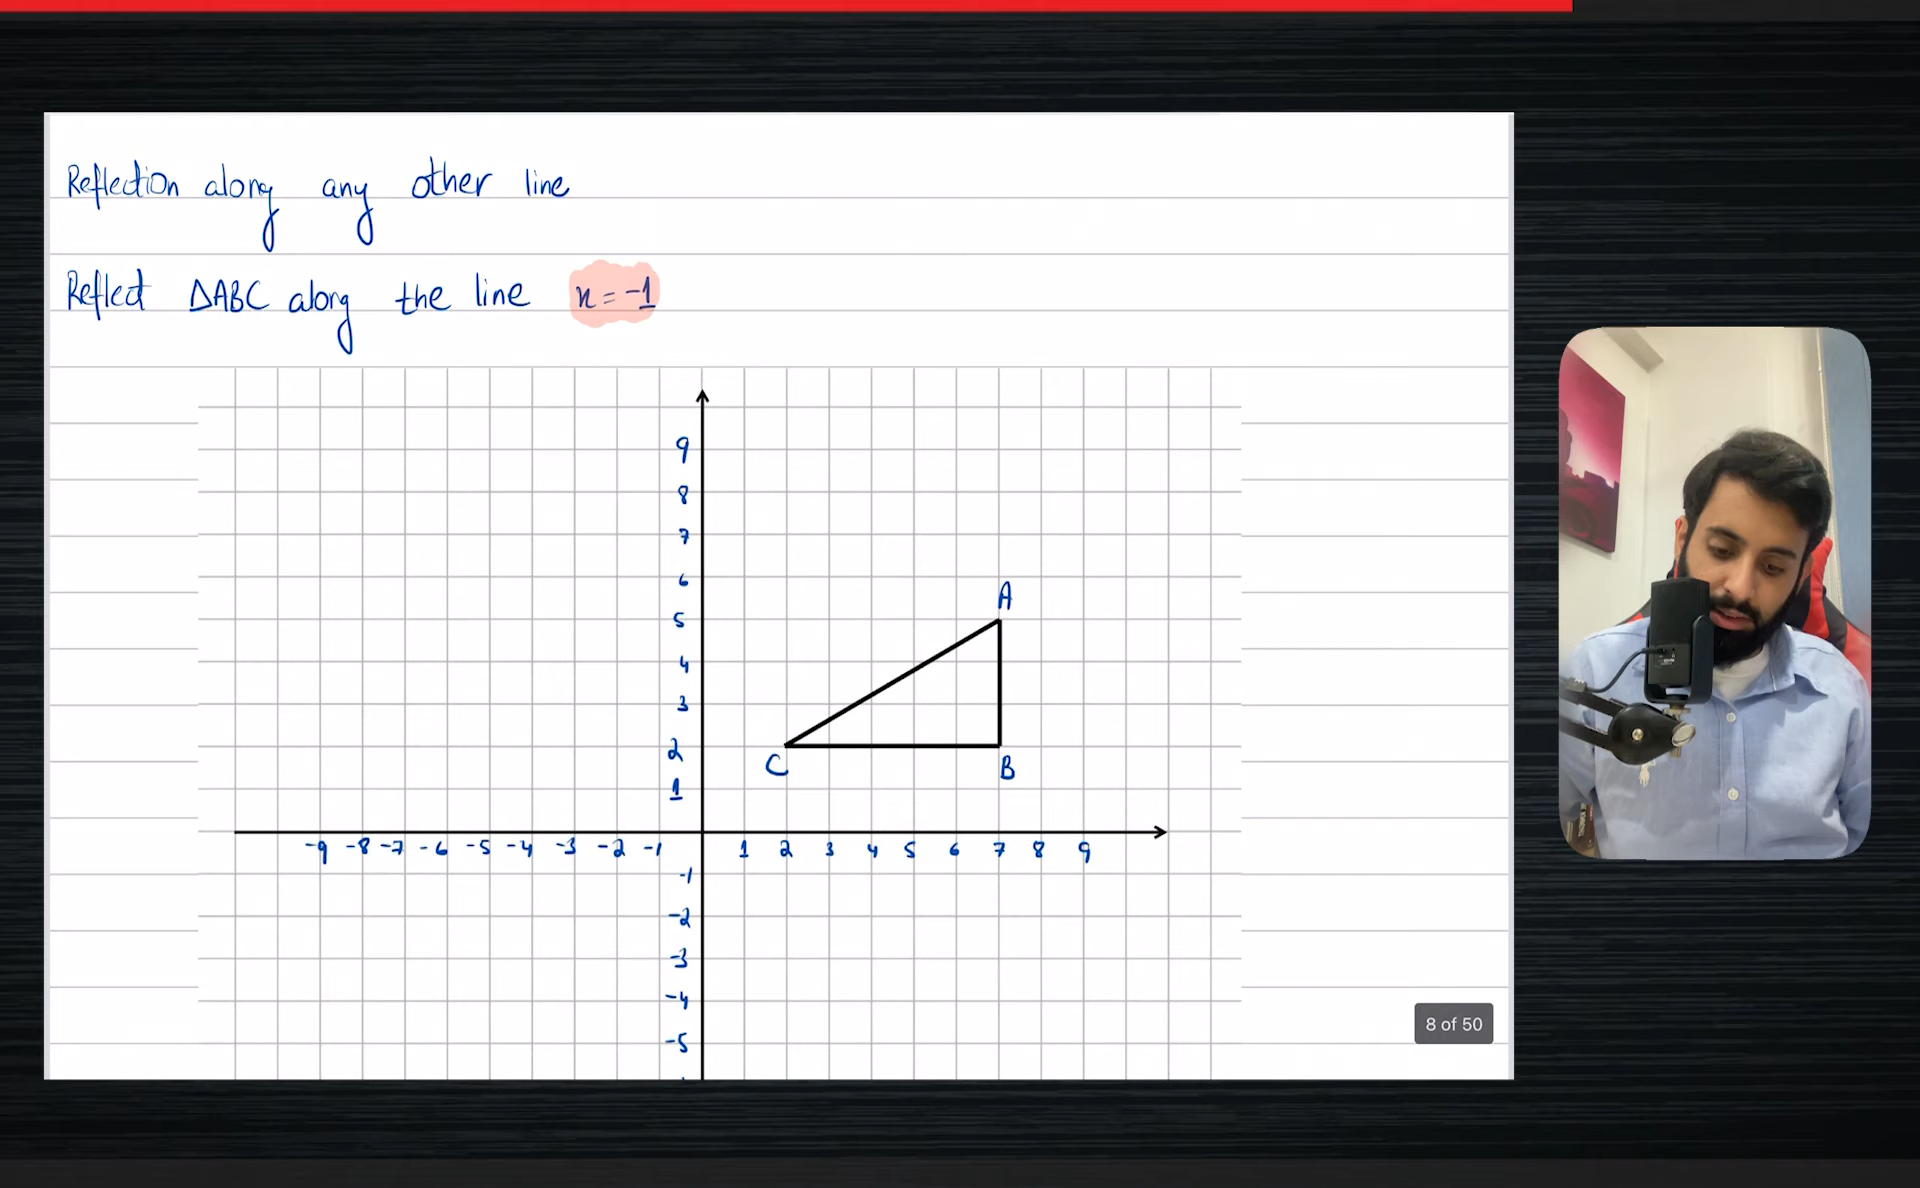 Reflection along any other line
Reflect ΔABC along the line x = -1
9
8
7
6
5
4
3
2
1
A
C
B
-9 -8 -7 -6 -5 -4 -3 -2 -1 1 2 3 4 5 6 7 8 9
-1
-2
-3
-4
-5
8 of 50